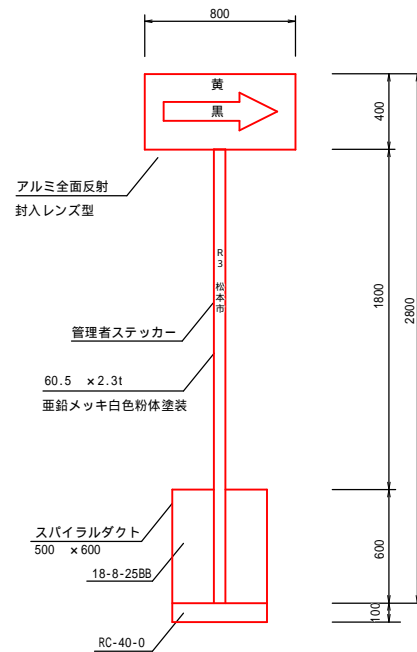 800
黄
黒
400
アルミ全面反射
封入レンズ型
R3 松本市
1800
2800
管理者ステッカー
60.5 ×2.3t
亜鉛メッキ白色粉体塗装
スパイラルダクト
500 ×600
600
18-8-25BB
100
RC-40-0